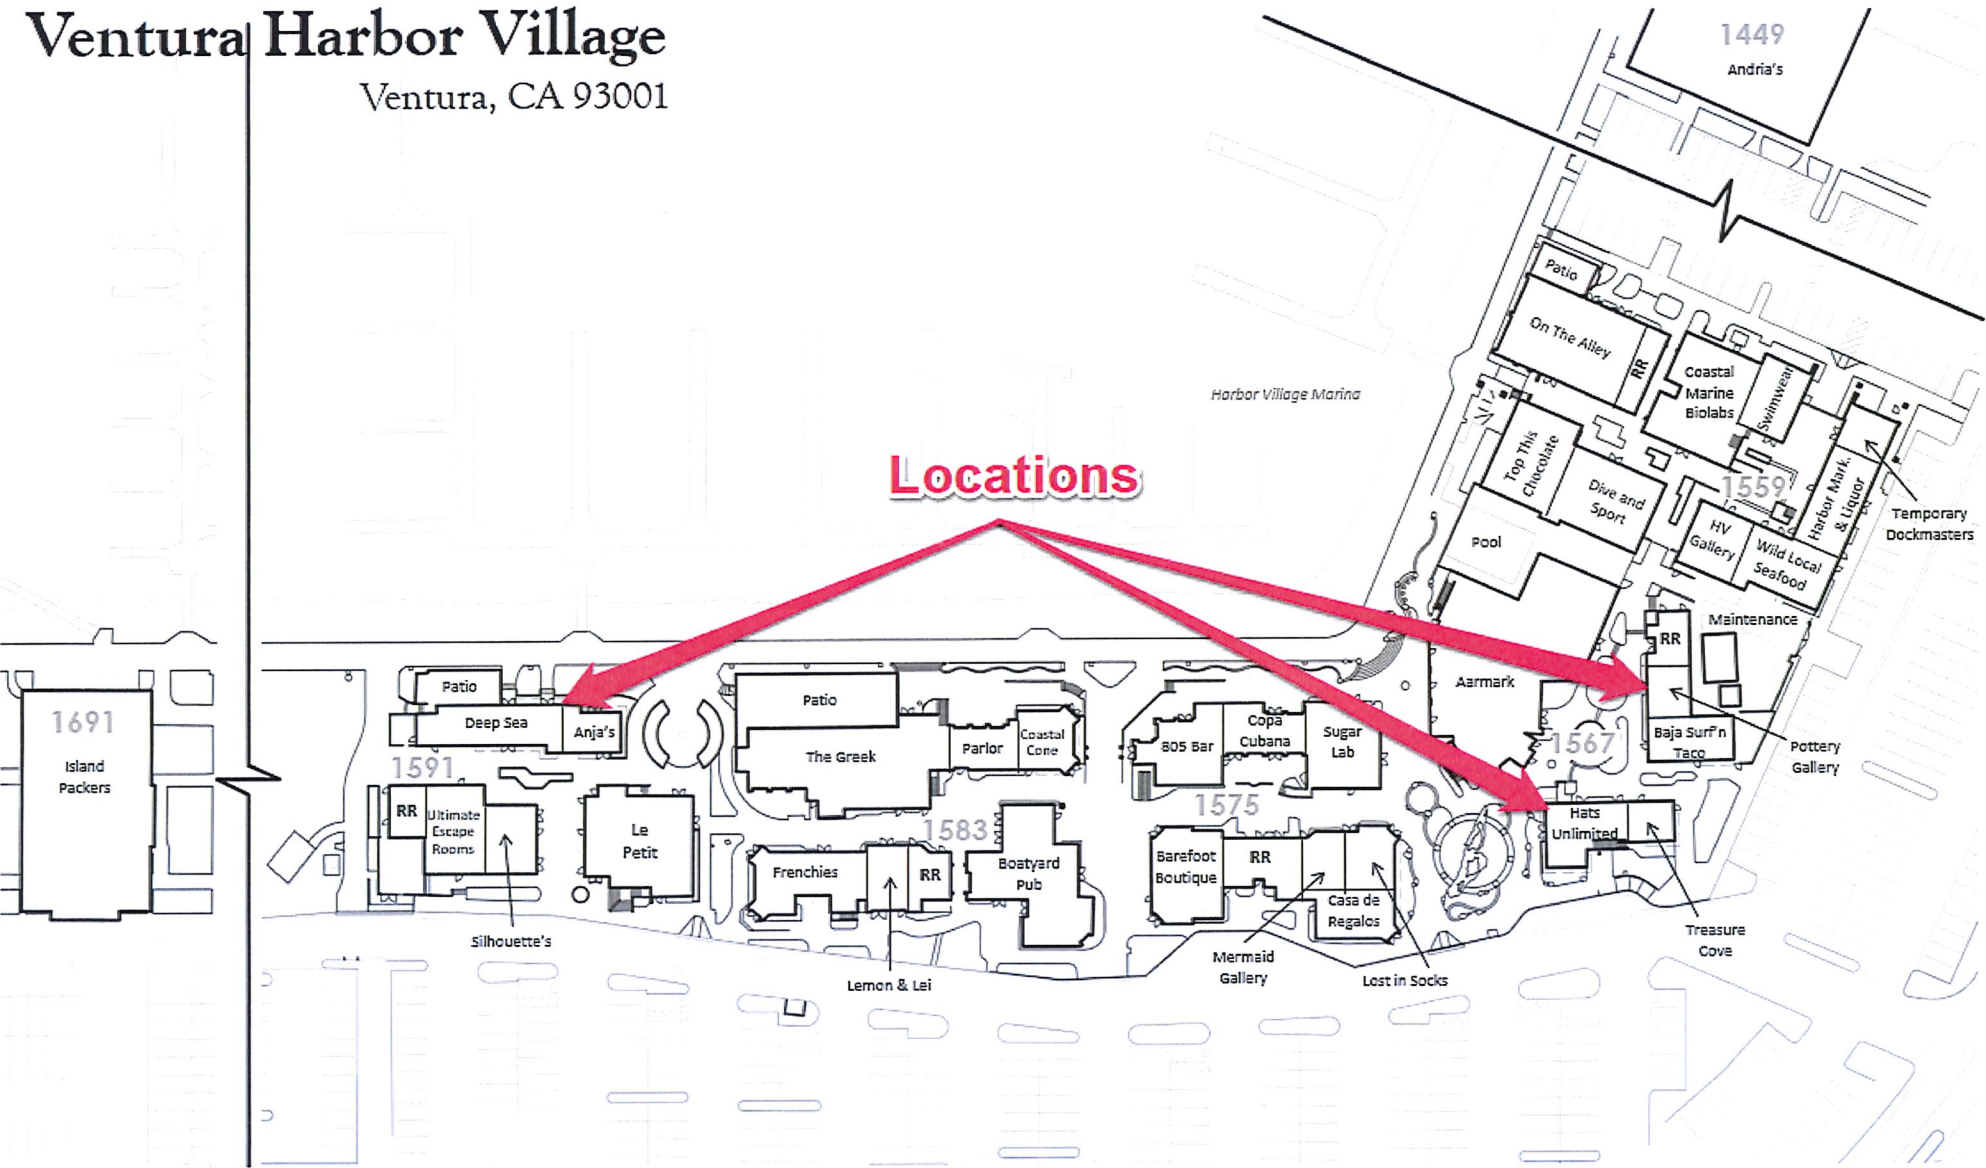 Ventura Harbor Village
Ventura, CA 93001
1449
Andria's
Patio
On The Alley
RR
Coastal
Marine
Biolabs
Swimwear
Harbor Village Marina
Locations
Top This
Chocolate
Dive and
Sport
1559
Harbor Mark.
& Liquor
Temporary
Dockmasters
Pool
HV
Gallery
Wild Local
Seafood
Maintenance
RR
Aarmark
Patio
Deep Sea
Anja's
Patio
The Greek
Parlor
Coastal
Cone
805 Bar
Copa
Cubana
Sugar
Lab
1567
Baja Surf'n
Taco
Pottery
Gallery
1691
Island
Packers
1591
RR
Ultimate
Escape
Rooms
Le
Petit
1583
Frenchies
RR
Boatyard
Pub
1575
Barefoot
Boutique
RR
Casa de
Regalos
Hats
Unlimited
Treasure
Cove
Silhouette's
Lemon & Lei
Mermaid
Gallery
Lost in Socks